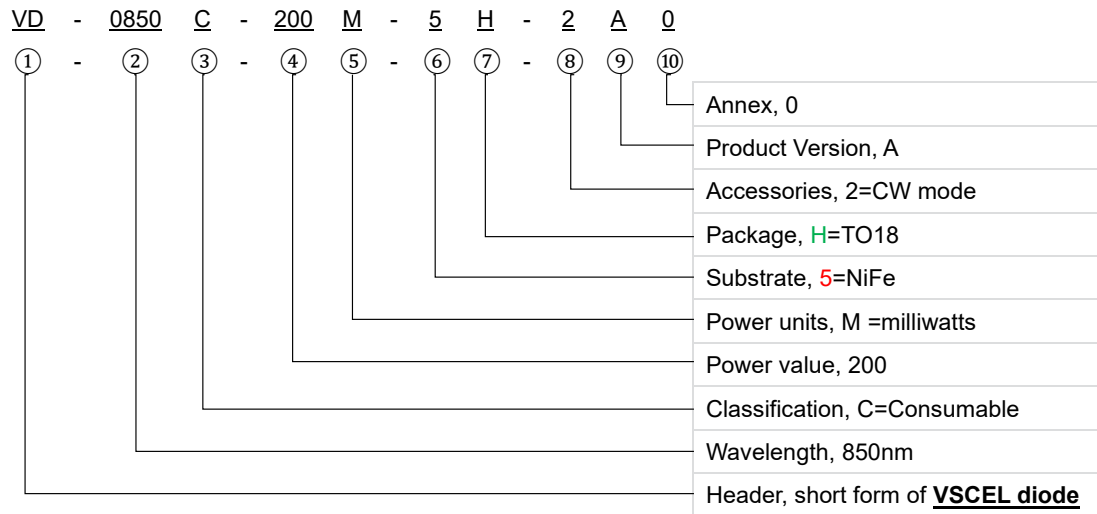 VD - 0850 C - 200 M - 5 H - 2 A 0
① - ② ③ - ④ ⑤ - ⑥ ⑦ - ⑧ ⑨ ⑩
Annex, 0
Product Version, A
Accessories, 2=CW mode
Package, H=TO18
Substrate, 5=NiFe
Power units, M =milliwatts
Power value, 200
Classification, C=Consumable
Wavelength, 850nm
Header, short form of VSCEL diode